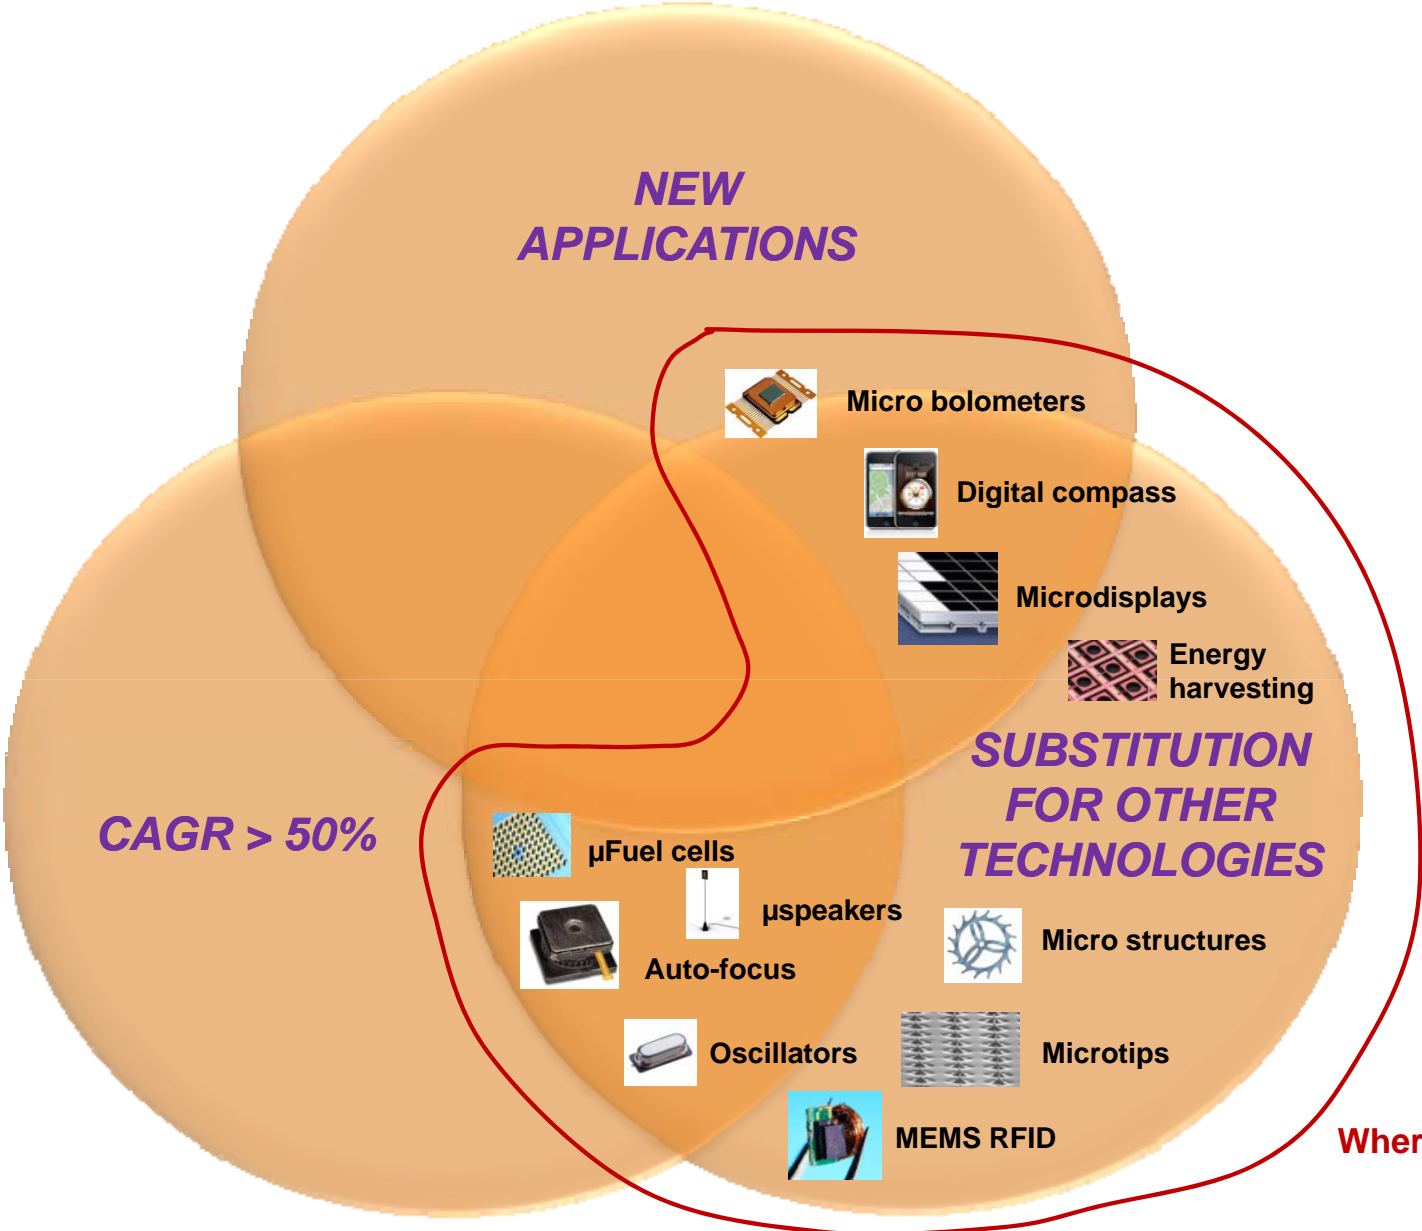 NEW
APPLICATIONS
Micro bolometers
Digital compass
Microdisplays
Energy
harvesting
SUBSTITUTION
FOR OTHER
TECHNOLOGIES
CAGR > 50%
µFuel cells
µspeakers
Micro structures
Auto-focus
Oscillators
Microtips
MEMS RFID
Wher